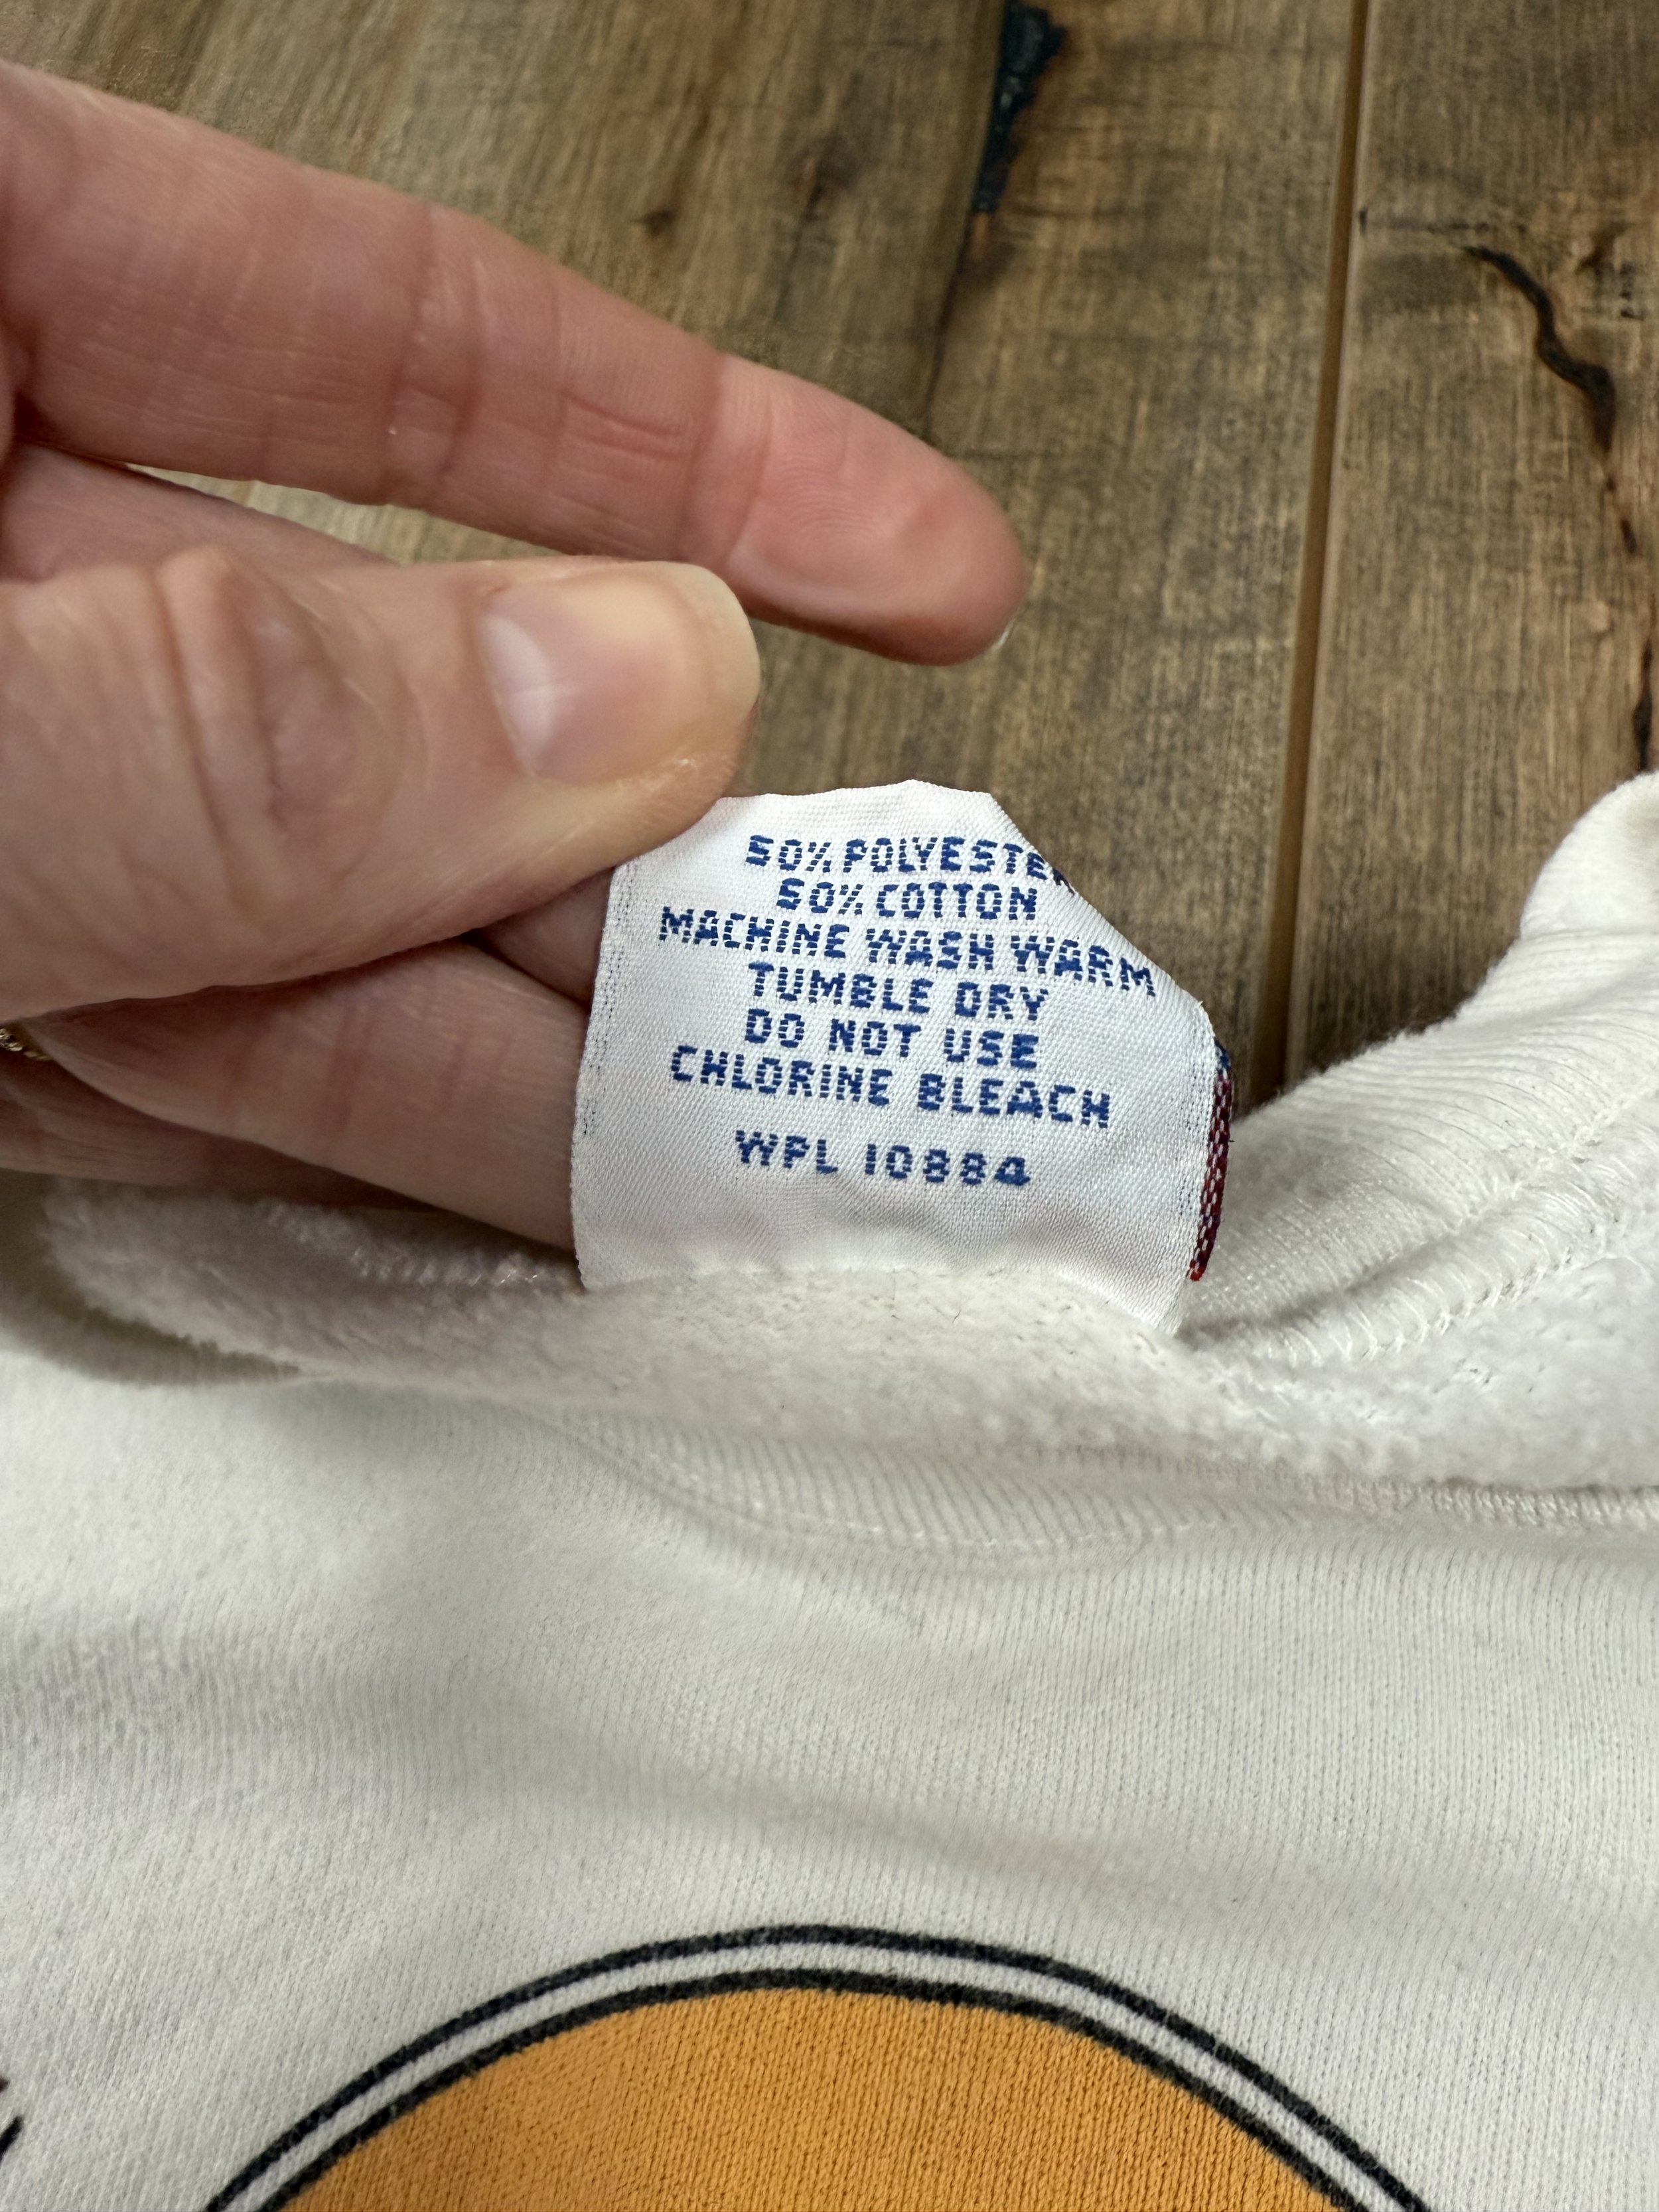 50% POLYESTER
50% COTTON
MACHINE WASH WARM
TUMBLE DRY
DO NOT USE
CHLORINE BLEACH
WPL 10884